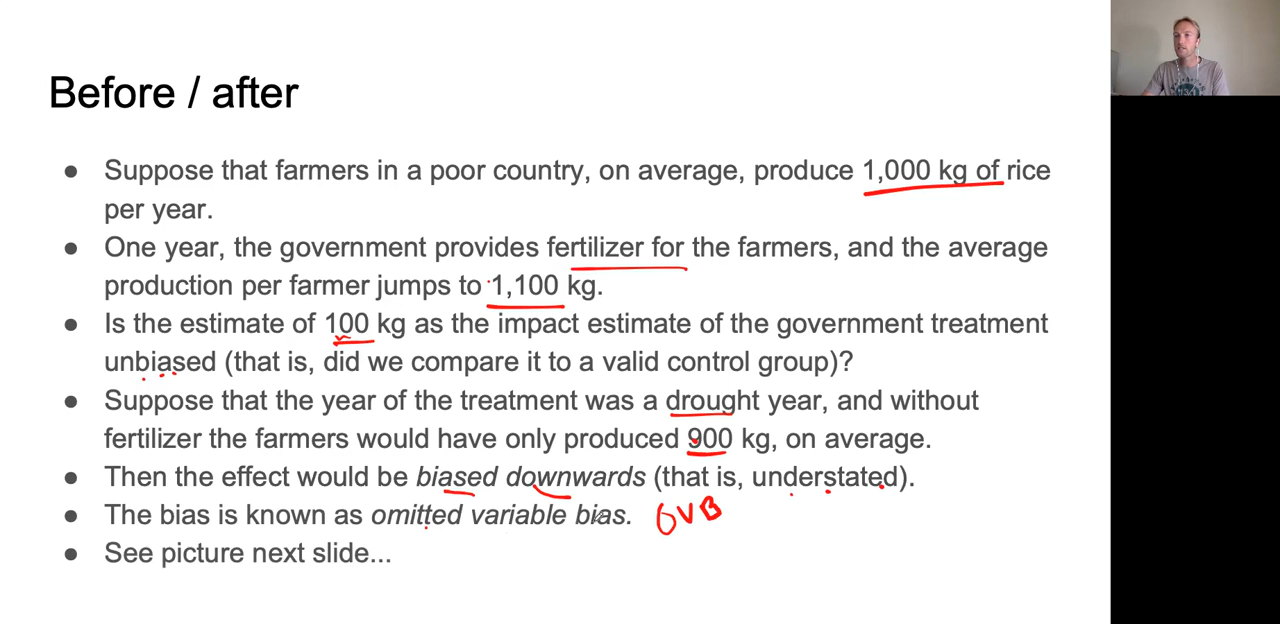 Before / after
● Suppose that farmers in a poor country, on average, produce 1,000 kg of rice
per year.
● One year, the government provides fertilizer for the farmers, and the average
production per farmer jumps to 1,100 kg.
● Is the estimate of 100 kg as the impact estimate of the government treatment
unbiased (that is, did we compare it to a valid control group)?
● Suppose that the year of the treatment was a drought year, and without
fertilizer the farmers would have only produced 900 kg, on average.
● Then the effect would be biased downwards (that is, understated).
● The bias is known as omitted variable bias. OVB
● See picture next slide...